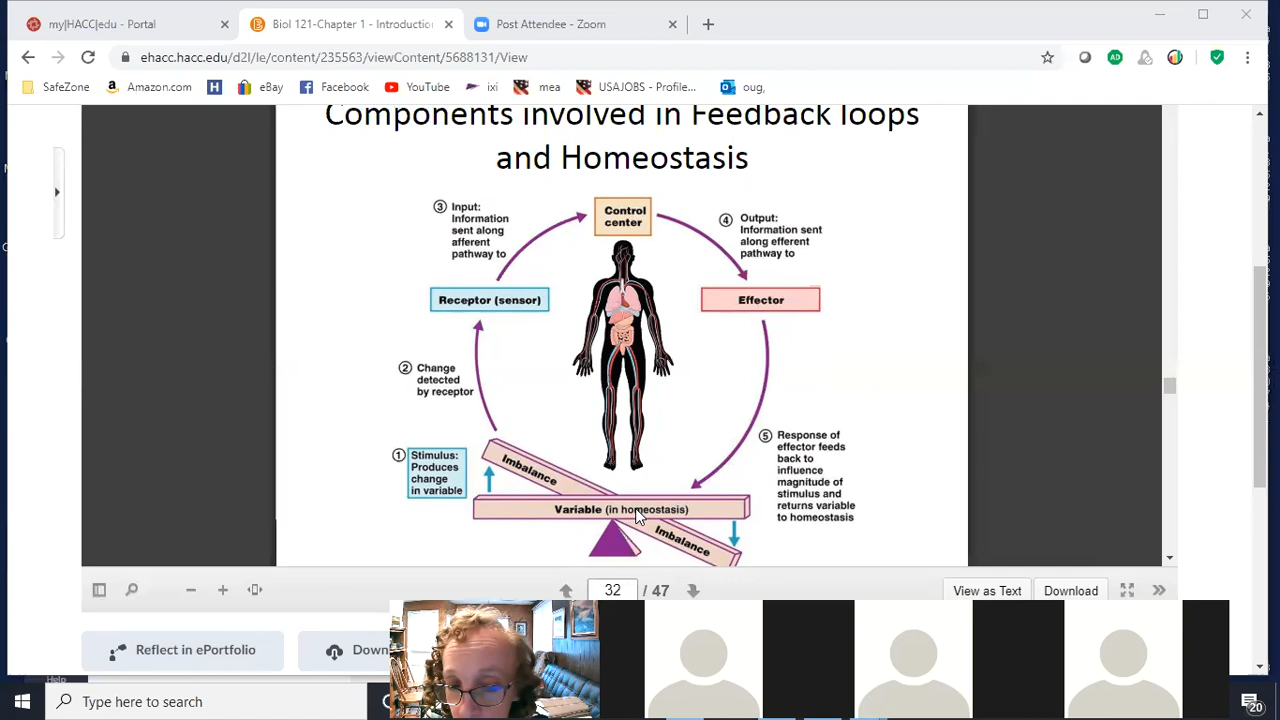 my|HACC|edu - Portal
Biol 121-Chapter 1 - Introductio
Post Attendee - Zoom
ehacc.hacc.edu/d2l/le/content/235563/viewContent/5688131/View
SafeZone
Amazon.com
eBay
Facebook
YouTube
ixi
mea
USAJOBS - Profile...
oug,
Components involved in Feedback loops
and Homeostasis
③ Input:
Information
sent along
afferent
pathway to
Control
center
④ Output:
Information sent
along efferent
pathway to
Receptor (sensor)
Effector
② Change
detected
by receptor
① Stimulus:
Produces
change
in variable
Imbalance
Variable (in homeostasis)
Imbalance
⑤ Response of
effector feeds
back to
influence
magnitude of
stimulus and
returns variable
to homeostasis
32 / 47
View as Text
Download
Reflect in ePortfolio
Down
Help
Type here to search
20